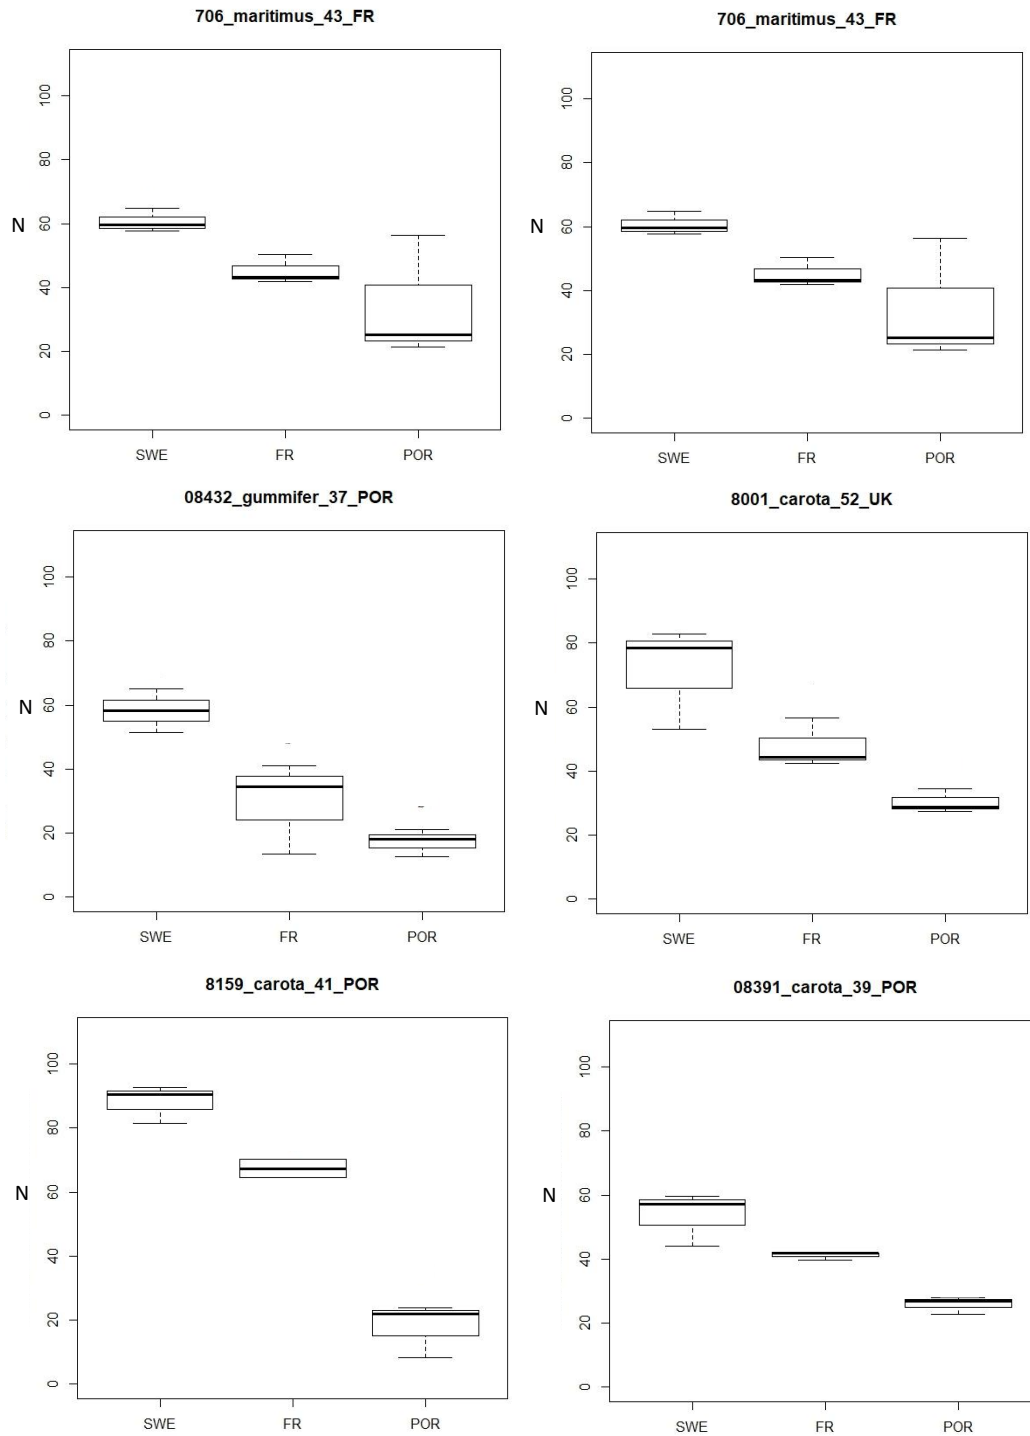 706_maritimus_43_FR
N
100
80
60
40
20
0
SWE FR POR
706_maritimus_43_FR
N
100
80
60
40
20
0
SWE FR POR
08432_gummifer_37_POR
N
100
80
60
40
20
0
SWE FR POR
8001_carota_52_UK
N
100
80
60
40
20
0
SWE FR POR
8159_carota_41_POR
N
100
80
60
40
20
0
SWE FR POR
08391_carota_39_POR
N
100
80
60
40
20
0
SWE FR POR